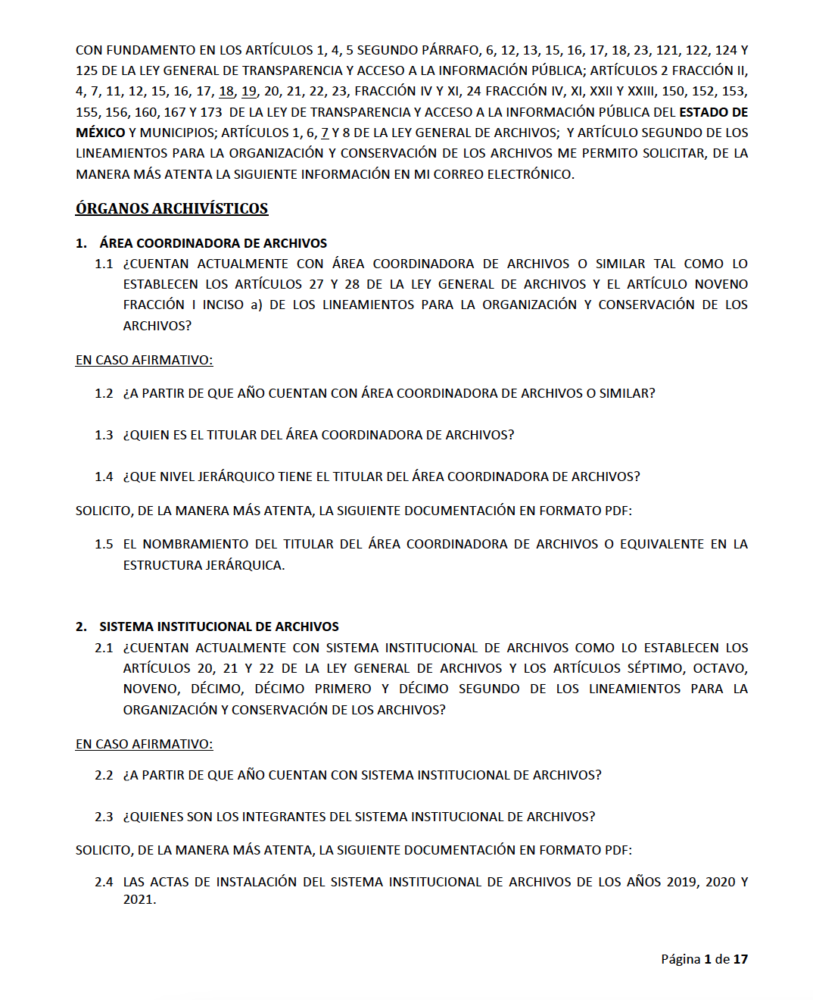 CON FUNDAMENTO EN LOS ARTÍCULOS 1, 4, 5 SEGUNDO PÁRRAFO, 6, 12, 13, 15, 16, 17, 18, 23, 121, 122, 124 Y
125 DE LA LEY GENERAL DE TRANSPARENCIA Y ACCESO A LA INFORMACIÓN PÚBLICA; ARTÍCULOS 2 FRACCIÓN II,
4, 7, 11, 12, 15, 16, 17, 18, 19, 20, 21, 22, 23, FRACCIÓN IV Y XI, 24 FRACCIÓN IV, XI, XXII Y XXIII, 150, 152, 153,
155, 156, 160, 167 Y 173 DE LA LEY DE TRANSPARENCIA Y ACCESO A LA INFORMACIÓN PÚBLICA DEL ESTADO DE
MÉXICO Y MUNICIPIOS; ARTÍCULOS 1, 6, 7 Y 8 DE LA LEY GENERAL DE ARCHIVOS; Y ARTÍCULO SEGUNDO DE LOS
LINEAMIENTOS PARA LA ORGANIZACIÓN Y CONSERVACIÓN DE LOS ARCHIVOS ME PERMITO SOLICITAR, DE LA
MANERA MÁS ATENTA LA SIGUIENTE INFORMACIÓN EN MI CORREO ELECTRÓNICO.
ÓRGANOS ARCHIVÍSTICOS
1. ÁREA COORDINADORA DE ARCHIVOS
1.1 ¿CUENTAN ACTUALMENTE CON ÁREA COORDINADORA DE ARCHIVOS O SIMILAR TAL COMO LO
ESTABLECEN LOS ARTÍCULOS 27 Y 28 DE LA LEY GENERAL DE ARCHIVOS Y EL ARTÍCULO NOVENO
FRACCIÓN I INCISO a) DE LOS LINEAMIENTOS PARA LA ORGANIZACIÓN Y CONSERVACIÓN DE LOS
ARCHIVOS?
EN CASO AFIRMATIVO:
1.2 ¿A PARTIR DE QUE AÑO CUENTAN CON ÁREA COORDINADORA DE ARCHIVOS O SIMILAR?
1.3 ¿QUIEN ES EL TITULAR DEL ÁREA COORDINADORA DE ARCHIVOS?
1.4 ¿QUE NIVEL JERÁRQUICO TIENE EL TITULAR DEL ÁREA COORDINADORA DE ARCHIVOS?
SOLICITO, DE LA MANERA MÁS ATENTA, LA SIGUIENTE DOCUMENTACIÓN EN FORMATO PDF:
1.5 EL NOMBRAMIENTO DEL TITULAR DEL ÁREA COORDINADORA DE ARCHIVOS O EQUIVALENTE EN LA
ESTRUCTURA JERÁRQUICA.
2. SISTEMA INSTITUCIONAL DE ARCHIVOS
2.1 ¿CUENTAN ACTUALMENTE CON SISTEMA INSTITUCIONAL DE ARCHIVOS COMO LO ESTABLECEN LOS
ARTÍCULOS 20, 21 Y 22 DE LA LEY GENERAL DE ARCHIVOS Y LOS ARTÍCULOS SÉPTIMO, OCTAVO,
NOVENO, DÉCIMO, DÉCIMO PRIMERO Y DÉCIMO SEGUNDO DE LOS LINEAMIENTOS PARA LA
ORGANIZACIÓN Y CONSERVACIÓN DE LOS ARCHIVOS?
EN CASO AFIRMATIVO:
2.2 ¿A PARTIR DE QUE AÑO CUENTAN CON SISTEMA INSTITUCIONAL DE ARCHIVOS?
2.3 ¿QUIENES SON LOS INTEGRANTES DEL SISTEMA INSTITUCIONAL DE ARCHIVOS?
SOLICITO, DE LA MANERA MÁS ATENTA, LA SIGUIENTE DOCUMENTACIÓN EN FORMATO PDF:
2.4 LAS ACTAS DE INSTALACIÓN DEL SISTEMA INSTITUCIONAL DE ARCHIVOS DE LOS AÑOS 2019, 2020 Y
2021.
Página 1 de 17